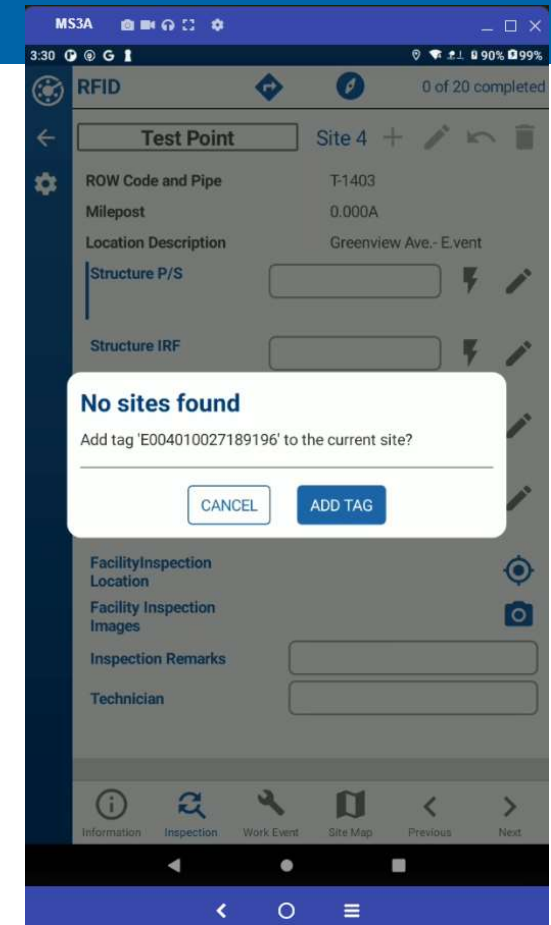 MS3A
3:30 90% 99%
RFID 0 of 20 completed
Test Point Site 4
ROW Code and Pipe T-1403
Milepost 0.000A
Location Description Greenview Ave.- E.vent
Structure P/S
Structure IRF
No sites found
Add tag 'E004010027189196' to the current site?
CANCEL ADD TAG
FacilityInspection
Location
Facility Inspection
Images
Inspection Remarks
Technician
Information Inspection Work Event Site Map Previous Next